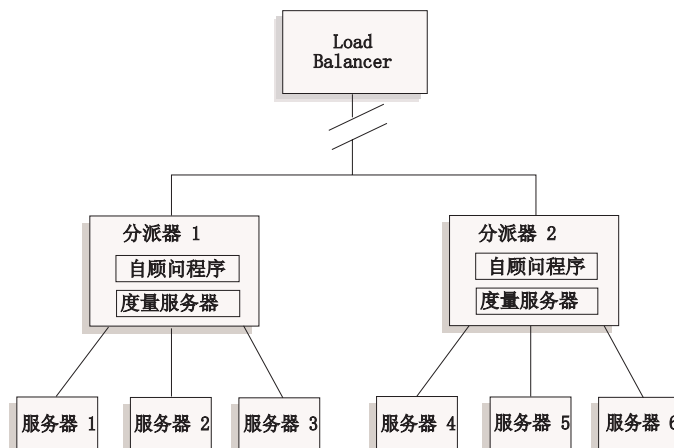 Load
Balancer
分派器 1
自顾问程序
度量服务器
分派器 2
自顾问程序
度量服务器
服务器 1
服务器 2
服务器 3
服务器 4
服务器 5
服务器 6